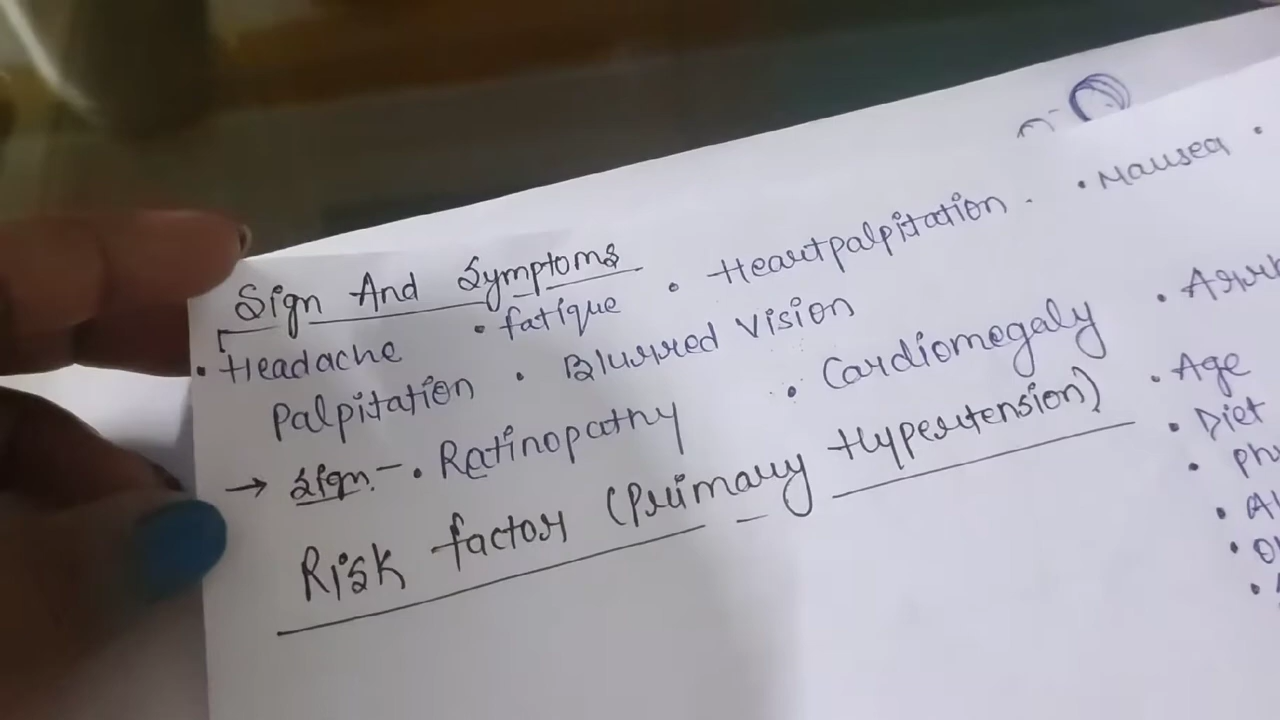 Sign And Symptoms
• Headache • fatique • Heartpalpitation . • Nausea •
Palpitation • Blurred Vision
→ Sign - • Ratinopathy • Cardiomegaly •
Risk factor (Primary Hypertension) • Age
• Diet